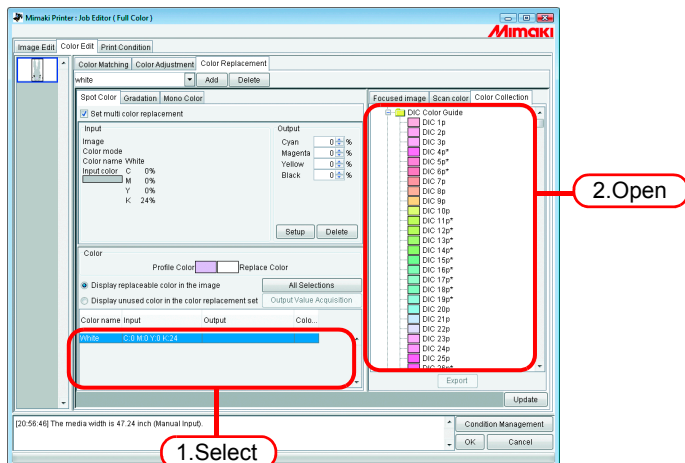 Mimaki Printer : Job Editor ( Full Color )
Mimaki
Image Edit Color Edit Print Condition
Color Matching Color Adjustment Color Replacement
white Add Delete
Spot Color Gradation Mono Color
Set multi color replacement
Input
Image
Color mode
Color name White
Input color C 0%
M 0%
Y 0%
K 24%
Output
Cyan 0 %
Magenta 0 %
Yellow 0 %
Black 0 %
Setup Delete
Color
Profile Color Replace Color
Display replaceable color in the image All Selections
Display unused color in the color replacement set Output Value Acquisition
Color name Input Output Colo...
White C:0 M:0 Y:0 K:24
1.Select
Focused image Scan color Color Collection
DIC Color Guide
DIC 1p
DIC 2p
DIC 3p
DIC 4p*
DIC 5p*
DIC 6p*
DIC 7p
DIC 8p
DIC 9p
DIC 10p
DIC 11p*
DIC 12p*
DIC 13p*
DIC 14p*
DIC 15p*
DIC 16p*
DIC 17p*
DIC 18p*
DIC 19p*
DIC 20p
DIC 21p
DIC 22p
DIC 23p
DIC 24p
DIC 25p
DIC 26p*
2.Open
Export
Update
[20:56:46] The media width is 47.24 inch (Manual Input).
Condition Management
OK Cancel